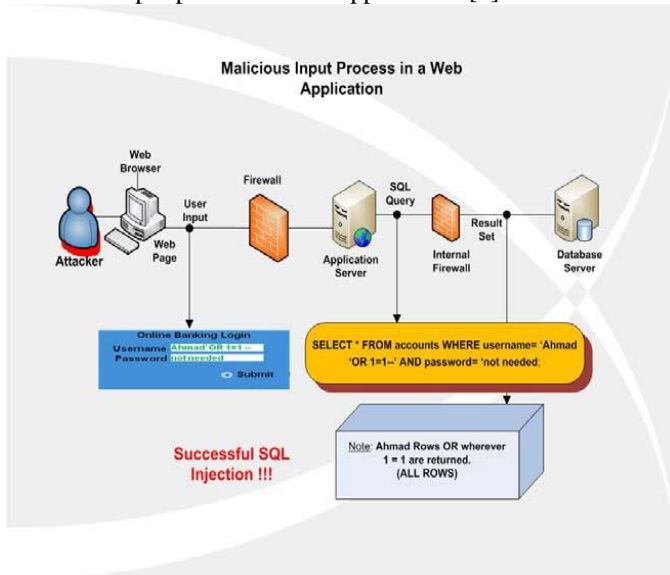 Malicious Input Process in a Web
Application
Web
Browser
User
Input
Firewall
SQL
Query
Result
Set
Attacker
Web
Page
Application
Server
Internal
Firewall
Database
Server
Online Banking Login
Username Ahmad' OR 1=1 --
Password not needed
Submit
SELECT * FROM accounts WHERE username= 'Ahmad
'OR 1=1--' AND password= 'not needed;
Successful SQL
Injection !!!
Note: Ahmad Rows OR wherever
1 = 1 are returned.
(ALL ROWS)